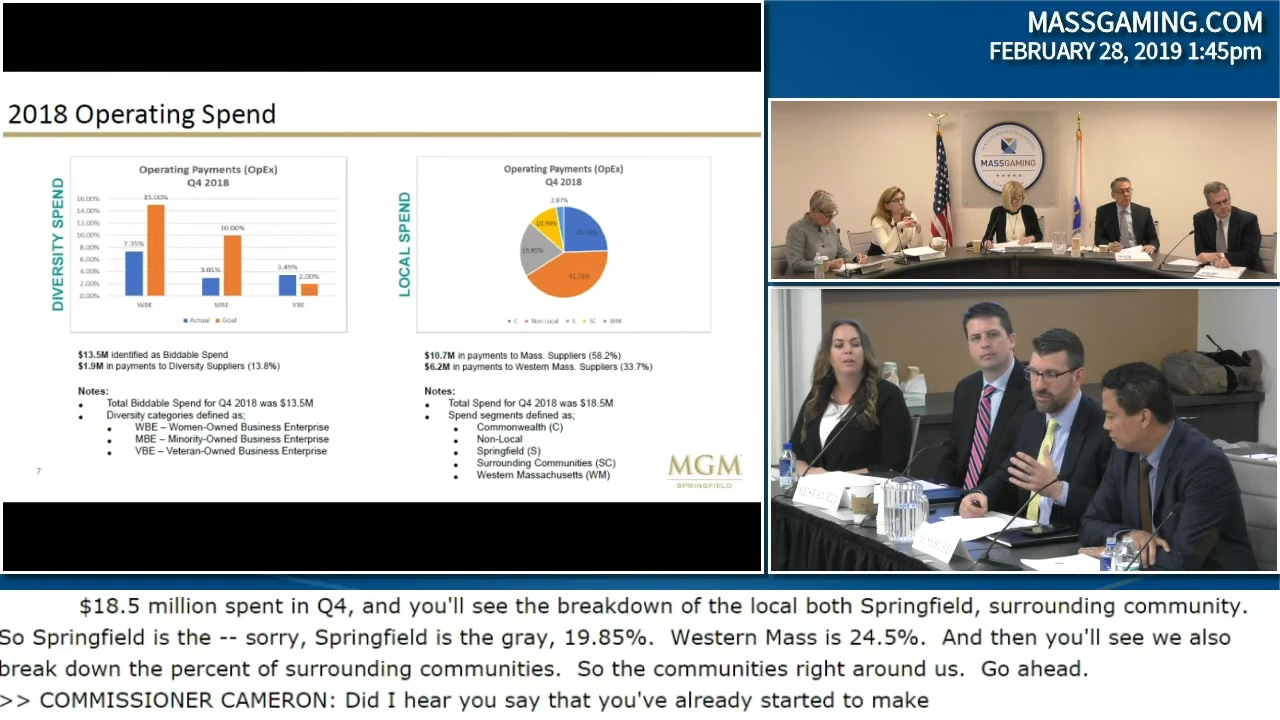 MASSGAMING.COM
FEBRUARY 28, 2019 1:45pm
2018 Operating Spend
DIVERSITY SPEND
Operating Payments (OpEx)
Q4 2018
16.00%
14.00%
12.00%
10.00%
8.00%
6.00%
4.00%
2.00%
0.00%
7.35%
15.00%
3.01%
10.00%
3.49%
2.00%
WBE
MBE
VBE
Actual
Goal
LOCAL SPEND
Operating Payments (OpEx)
Q4 2018
2.87%
10.39%
19.85%
41.76%
C
Non Local
S
SC
WM
$13.5M identified as Biddable Spend
$1.9M in payments to Diversity Suppliers (13.8%)
Notes:
• Total Biddable Spend for Q4 2018 was $13.5M
• Diversity categories defined as;
• WBE – Women-Owned Business Enterprise
• MBE – Minority-Owned Business Enterprise
• VBE – Veteran-Owned Business Enterprise
$10.7M in payments to Mass. Suppliers (58.2%)
$6.2M in payments to Western Mass. Suppliers (33.7%)
Notes:
• Total Spend for Q4 2018 was $18.5M
• Spend segments defined as;
• Commonwealth (C)
• Non-Local
• Springfield (S)
• Surrounding Communities (SC)
• Western Massachusetts (WM)
7
MGM
SPRINGFIELD
MASSGAMING
RESERVED
RESERVED
$18.5 million spent in Q4, and you'll see the breakdown of the local both Springfield, surrounding community.
So Springfield is the -- sorry, Springfield is the gray, 19.85%. Western Mass is 24.5%. And then you'll see we also
break down the percent of surrounding communities. So the communities right around us. Go ahead.
>> COMMISSIONER CAMERON: Did I hear you say that you've already started to make